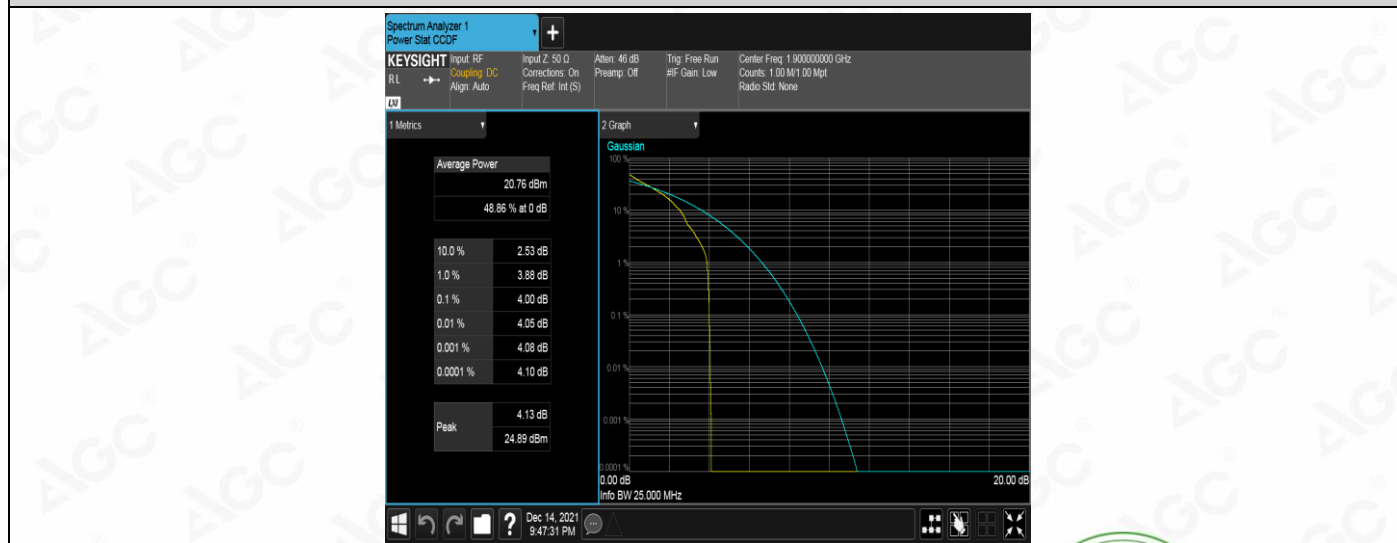 Spectrum Analyzer 1
Power Stat CCDF
KEYSIGHT
Input: RF
Coupling: DC
Align: Auto
Input Z: 50 Ω
Corrections: On
Freq Ref: Int (S)
Atten: 46 dB
Preamp: Off
Trig: Free Run
#IF Gain: Low
Center Freq: 1.900000000 GHz
Counts: 1.00 M/1.00 Mpt
Radio Std: None
RL
LXI
1 Metrics
Average Power
20.76 dBm
48.86 % at 0 dB
10.0 % 2.53 dB
1.0 % 3.88 dB
0.1 % 4.00 dB
0.01 % 4.05 dB
0.001 % 4.08 dB
0.0001 % 4.10 dB
Peak
4.13 dB
24.89 dBm
2 Graph
Gaussian
100 %
10 %
1 %
0.1 %
0.01 %
0.001 %
0.0001 %
0.00 dB
20.00 dB
Info BW 25.000 MHz
?
Dec 14, 2021
9:47:31 PM
AGC